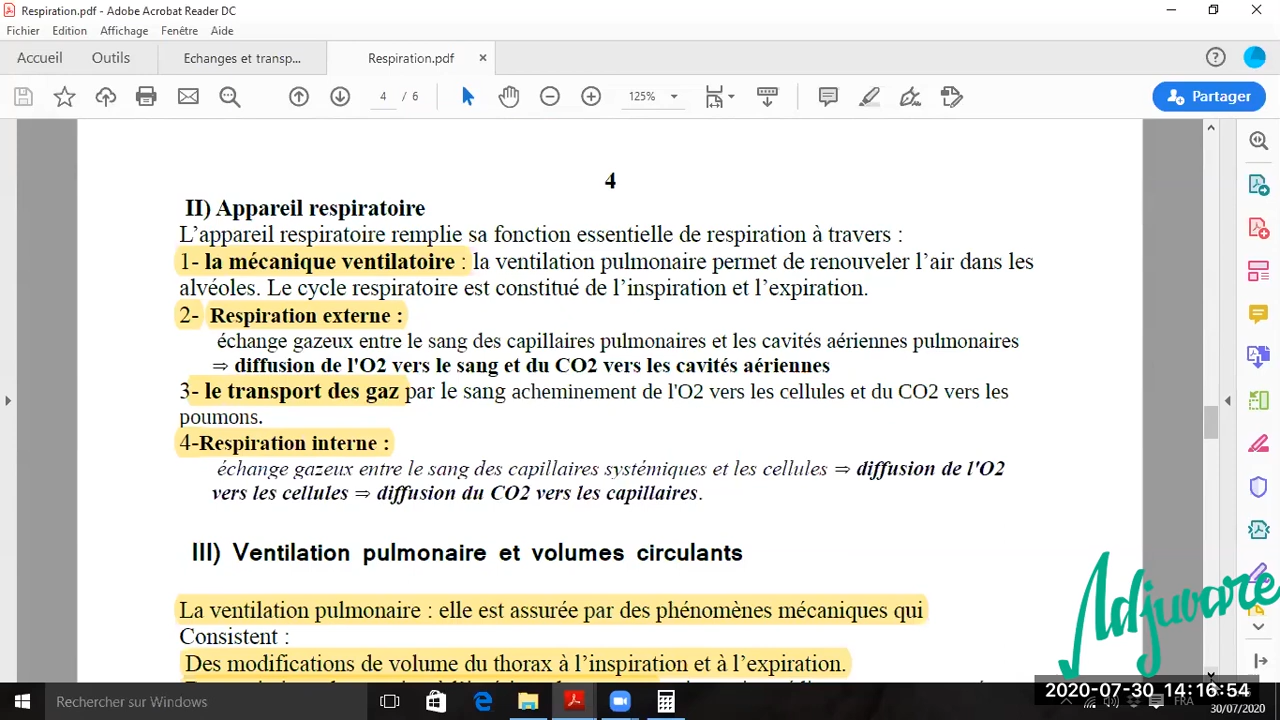 Respiration.pdf - Adobe Acrobat Reader DC
Fichier Edition Affichage Fenêtre Aide
Accueil Outils Echanges et transp... Respiration.pdf ×
4 / 6 125% Partager
4
II) Appareil respiratoire
L'appareil respiratoire remplie sa fonction essentielle de respiration à travers :
1- la mécanique ventilatoire : la ventilation pulmonaire permet de renouveler l'air dans les
alvéoles. Le cycle respiratoire est constitué de l'inspiration et l'expiration.
2- Respiration externe :
échange gazeux entre le sang des capillaires pulmonaires et les cavités aériennes pulmonaires
⇒ diffusion de l'O2 vers le sang et du CO2 vers les cavités aériennes
3- le transport des gaz par le sang acheminement de l'O2 vers les cellules et du CO2 vers les
poumons.
4-Respiration interne :
échange gazeux entre le sang des capillaires systémiques et les cellules ⇒ diffusion de l'O2
vers les cellules ⇒ diffusion du CO2 vers les capillaires.
III) Ventilation pulmonaire et volumes circulants
La ventilation pulmonaire : elle est assurée par des phénomènes mécaniques qui
Consistent :
Des modifications de volume du thorax à l'inspiration et à l'expiration.
Adjuvare
2020-07-30 14:16:54
Rechercher sur Windows
FRA
30/07/2020